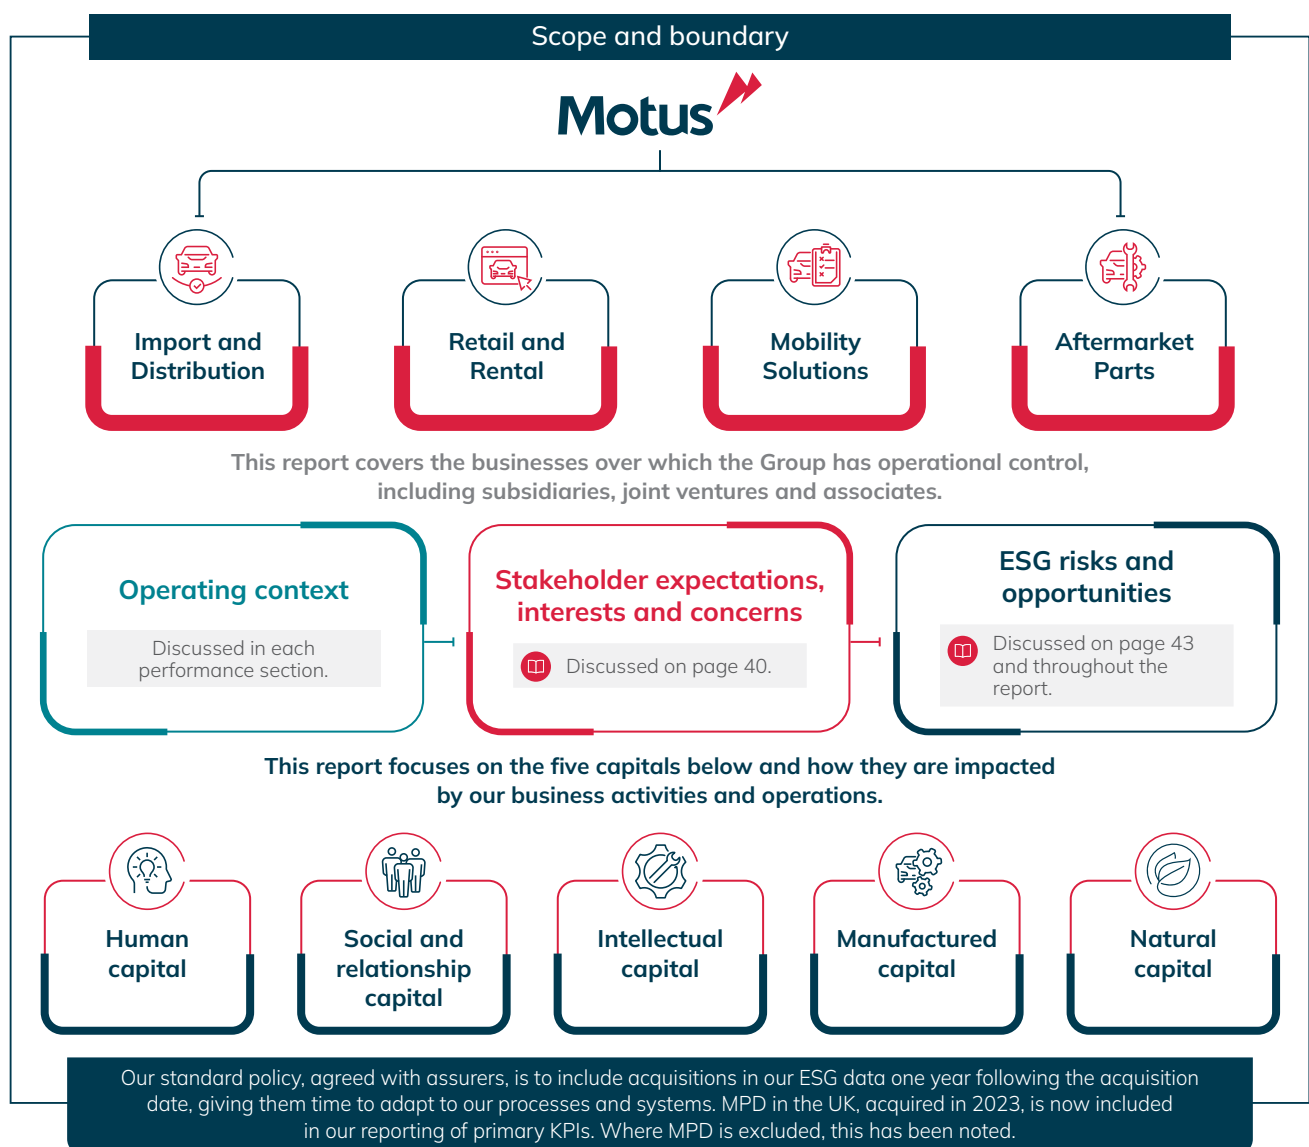 Scope and boundary
Motus
Import and
Distribution
Retail and
Rental
Mobility
Solutions
Aftermarket
Parts
This report covers the businesses over which the Group has operational control,
including subsidiaries, joint ventures and associates.
Operating context
Discussed in each
performance section.
Stakeholder expectations,
interests and concerns
Discussed on page 40.
ESG risks and
opportunities
Discussed on page 43
and throughout the
report.
This report focuses on the five capitals below and how they are impacted
by our business activities and operations.
Human
capital
Social and
relationship
capital
Intellectual
capital
Manufactured
capital
Natural
capital
Our standard policy, agreed with assurers, is to include acquisitions in our ESG data one year following the acquisition
date, giving them time to adapt to our processes and systems. MPD in the UK, acquired in 2023, is now included
in our reporting of primary KPIs. Where MPD is excluded, this has been noted.